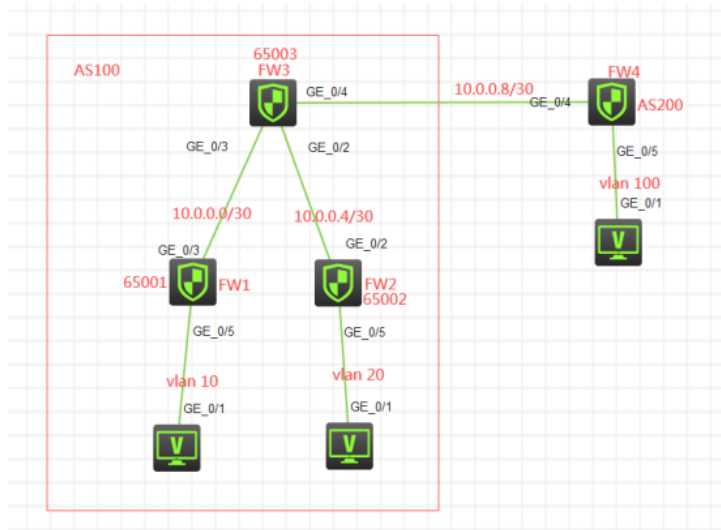 65003
AS100
FW3
GE_0/4
10.0.0.8/30
FW4
GE_0/4
AS200
GE_0/3
GE_0/2
GE_0/5
vlan 100
GE_0/1
10.0.0.0/30
10.0.0.4/30
GE_0/3
GE_0/2
65001
FW1
FW2
65002
GE_0/5
GE_0/5
vlan 10
vlan 20
GE_0/1
GE_0/1
V
V
V